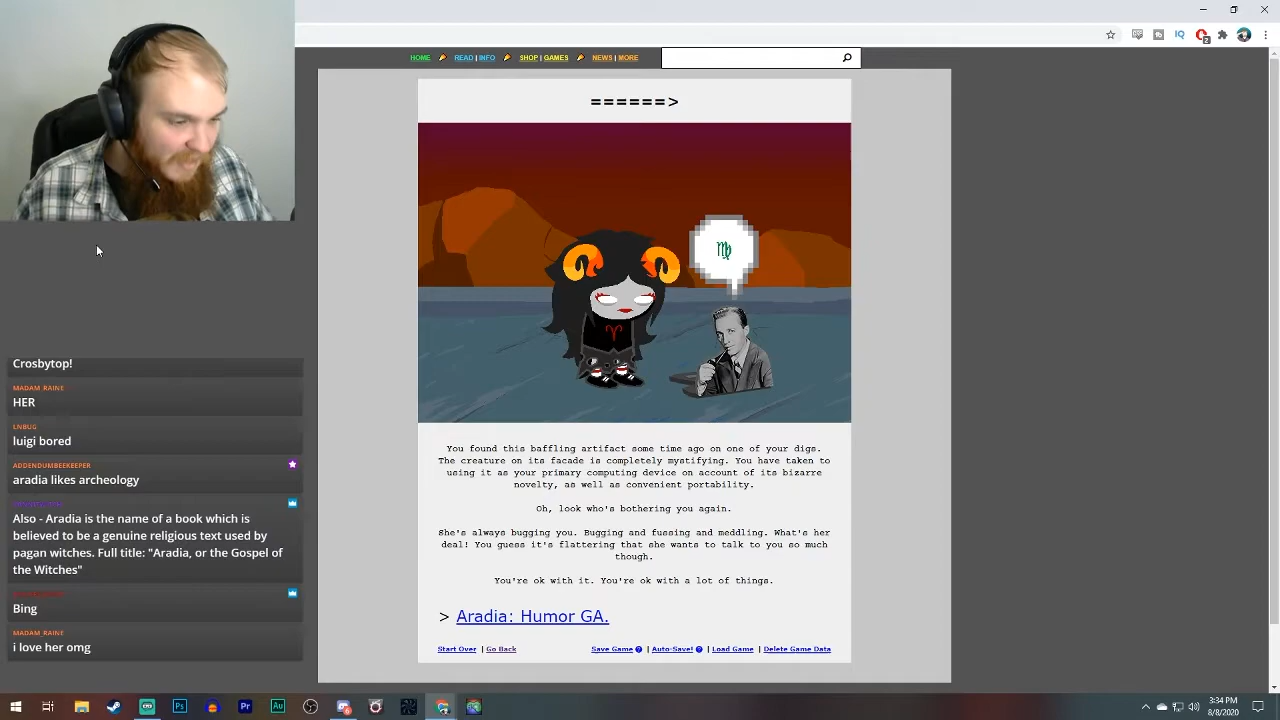 HOME READ | INFO SHOP | GAMES NEWS | MORE
IQ
2
======>
♍
♈
You found this baffling artifact some time ago on one of your digs.
The creature on its facade is completely mystifying. You have taken to
using it as your primary computing device on account of its bizarre
novelty, as well as convenient portability.
Oh, look who's bothering you again.
She's always bugging you. Bugging and fussing and meddling. What's her
deal! You guess it's flattering that she wants to talk to you so much
though.
You're ok with it. You're ok with a lot of things.
> Aradia: Humor GA.
Start Over | Go Back Save Game ? | Auto-Save! ? | Load Game | Delete Game Data
Crosbytop!
MADAM_RAINE
HER
LNBUG
luigi bored
ADDENDUMBEEKEEPER
aradia likes archeology
Also - Aradia is the name of a book which is
believed to be a genuine religious text used by
pagan witches. Full title: "Aradia, or the Gospel of
the Witches"
Bing
MADAM_RAINE
i love her omg
Ps
Pr
Au
3:34 PM
8/8/2020